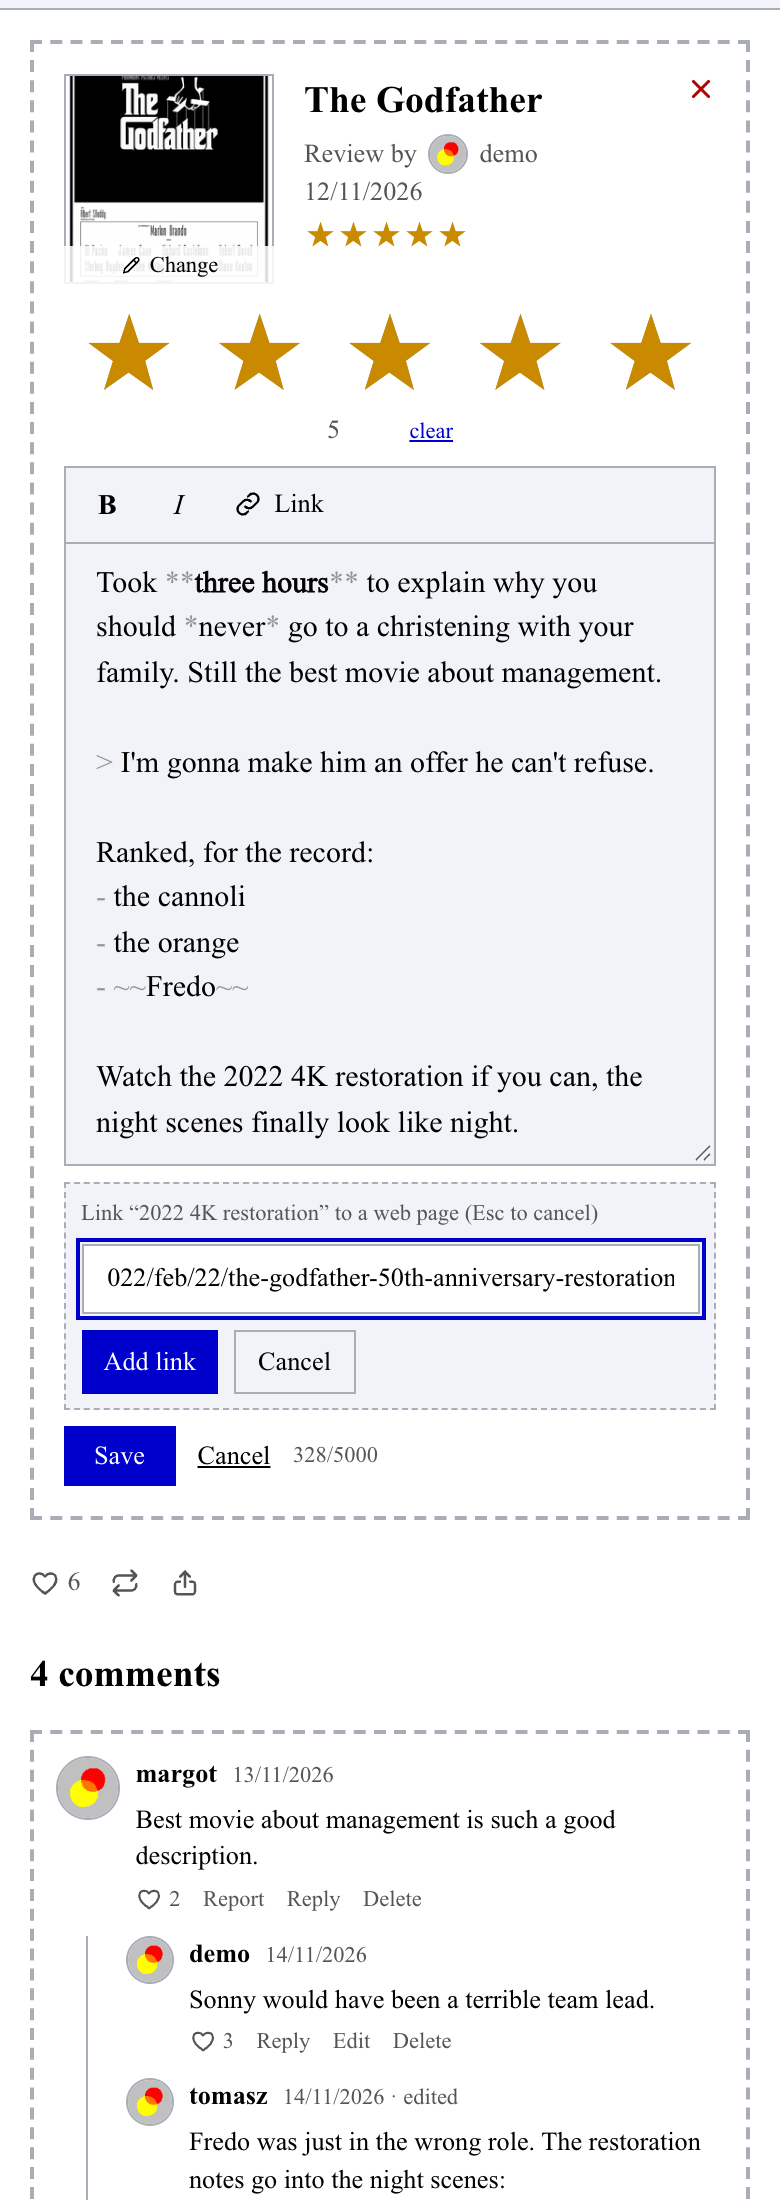 The
Godfather
Marlon Brando
Change
The Godfather
Review by demo
12/11/2026
5 clear
B I Link
Took **three hours** to explain why you
should *never* go to a christening with your
family. Still the best movie about management.
> I'm gonna make him an offer he can't refuse.
Ranked, for the record:
- the cannoli
- the orange
- ~~Fredo~~
Watch the 2022 4K restoration if you can, the
night scenes finally look like night.
Link “2022 4K restoration” to a web page (Esc to cancel)
022/feb/22/the-godfather-50th-anniversary-restoration
Add link Cancel
Save Cancel 328/5000
6
4 comments
margot 13/11/2026
Best movie about management is such a good
description.
2 Report Reply Delete
demo 14/11/2026
Sonny would have been a terrible team lead.
3 Reply Edit Delete
tomasz 14/11/2026 · edited
Fredo was just in the wrong role. The restoration
notes go into the night scenes: